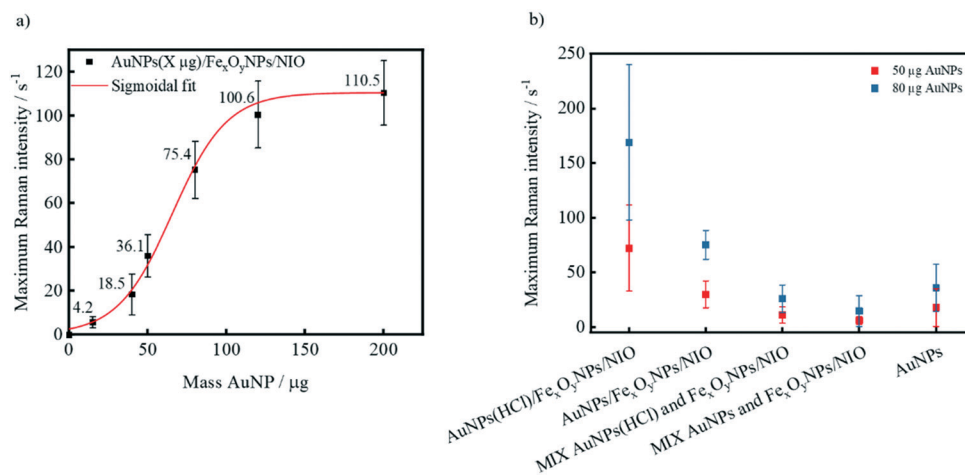 a)
AuNPs(X µg)/FexOyNPs/NIO
Sigmoidal fit
120
100
80
60
40
20
0
4.2
18.5
36.1
75.4
100.6
110.5
0
50
100
150
200
Maximum Raman intensity / s⁻¹
Mass AuNP / µg
b)
50 µg AuNPs
80 µg AuNPs
250
200
150
100
50
0
Maximum Raman intensity / s⁻¹
AuNPs(HCl)/FexOyNPs/NIO
AuNPs/FexOyNPs/NIO
MIX AuNPs(HCl) and FexOyNPs/NIO
MIX AuNPs and FexOyNPs/NIO
AuNPs